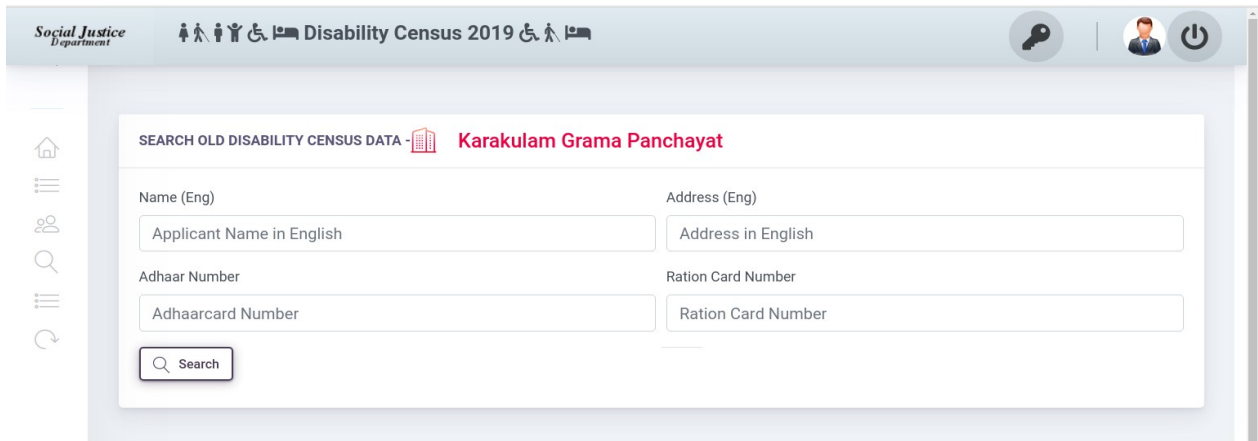 Social Justice
Department
Disability Census 2019
SEARCH OLD DISABILITY CENSUS DATA - Karakulam Grama Panchayat
Name (Eng) Address (Eng)
Applicant Name in English Address in English
Adhaar Number Ration Card Number
Adhaarcard Number Ration Card Number
Search